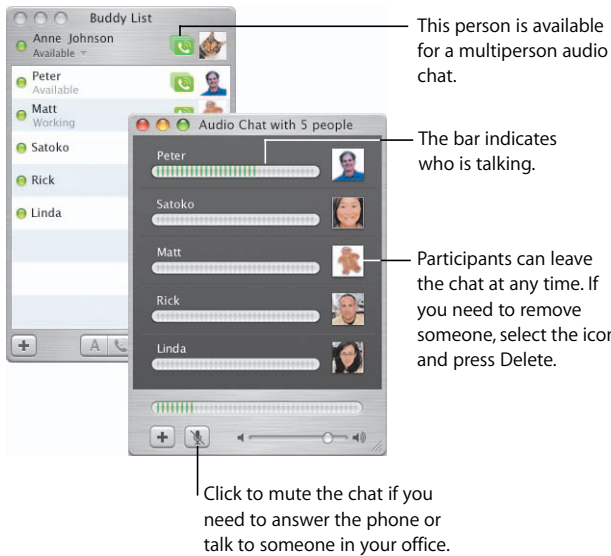 Buddy List
Anne Johnson
Available
Peter
Available
Matt
Working
Satoko
Rick
Linda
A
Audio Chat with 5 people
Peter
Satoko
Matt
Rick
Linda
This person is available
for a multiperson audio
chat.
The bar indicates
who is talking.
Participants can leave
the chat at any time. If
you need to remove
someone, select the icon
and press Delete.
Click to mute the chat if you
need to answer the phone or
talk to someone in your office.